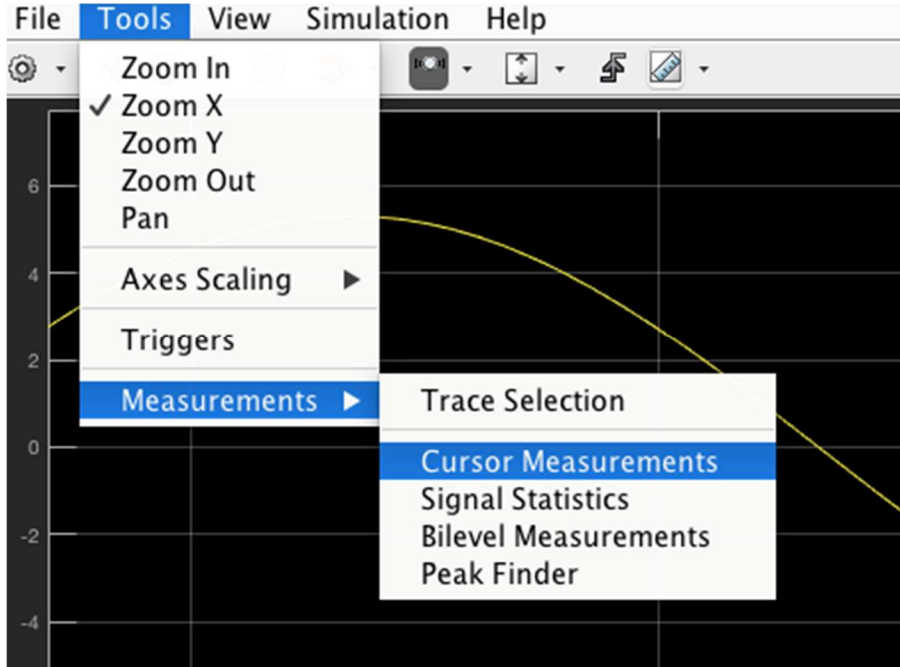 File Tools View Simulation Help
Zoom In
Zoom X
Zoom Y
Zoom Out
Pan
Axes Scaling
Triggers
Measurements
Trace Selection
Cursor Measurements
Signal Statistics
Bilevel Measurements
Peak Finder
6
4
2
0
-2
-4